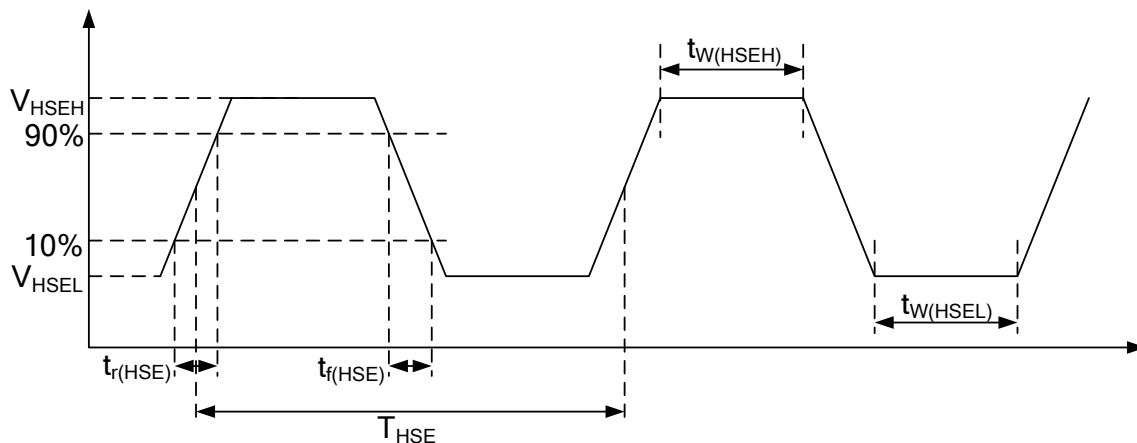 tW(HSEH)
VHSEH
90%
10%
VHSEL
tW(HSEL)
tr(HSE)
tf(HSE)
THSE